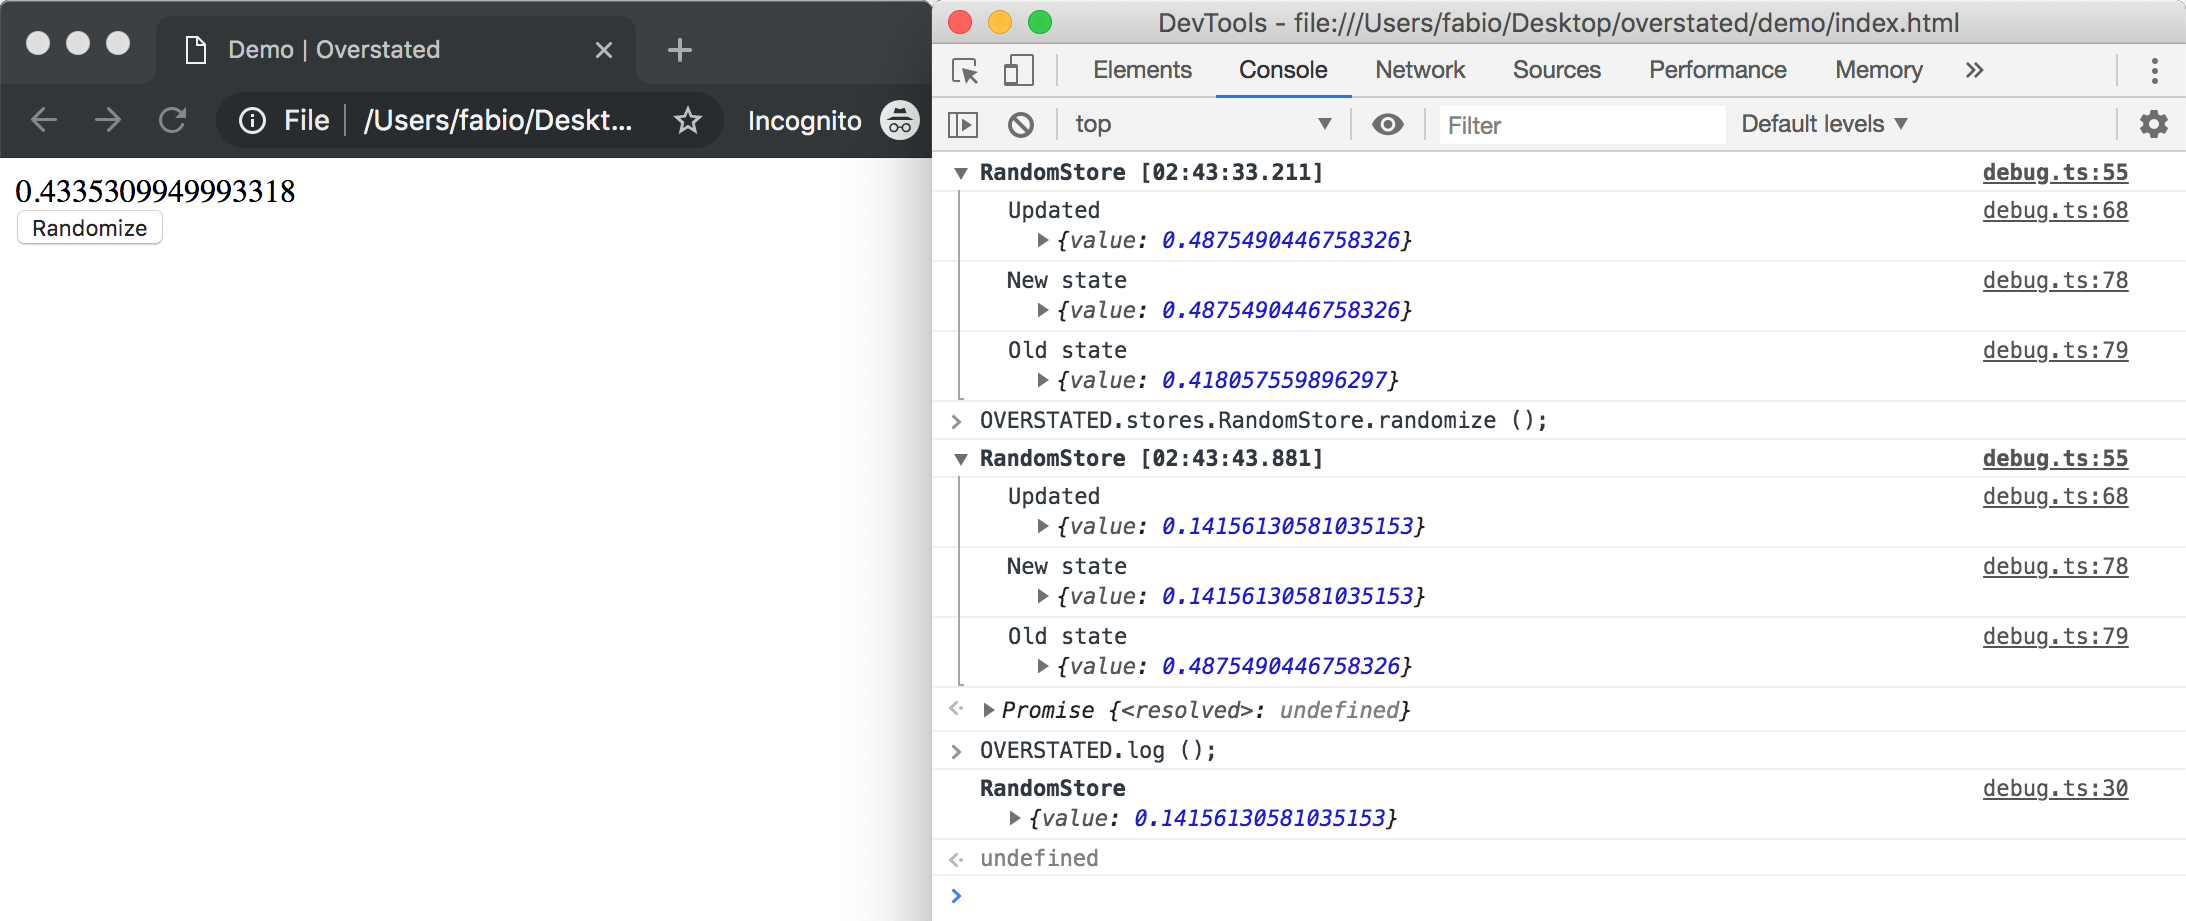 Demo | Overstated
File
/Users/fabio/Deskt...
Incognito
0.4335309949993318
Randomize
DevTools - file:///Users/fabio/Desktop/overstated/demo/index.html
Elements Console Network Sources Performance Memory
top Filter Default levels
RandomStore [02:43:33.211] debug.ts:55
Updated debug.ts:68
{value: 0.4875490446758326}
New state debug.ts:78
{value: 0.4875490446758326}
Old state debug.ts:79
{value: 0.418057559896297}
OVERSTATED.stores.RandomStore.randomize ();
RandomStore [02:43:43.881] debug.ts:55
Updated debug.ts:68
{value: 0.14156130581035153}
New state debug.ts:78
{value: 0.14156130581035153}
Old state debug.ts:79
{value: 0.4875490446758326}
Promise {<resolved>: undefined}
OVERSTATED.log ();
RandomStore debug.ts:30
{value: 0.14156130581035153}
undefined